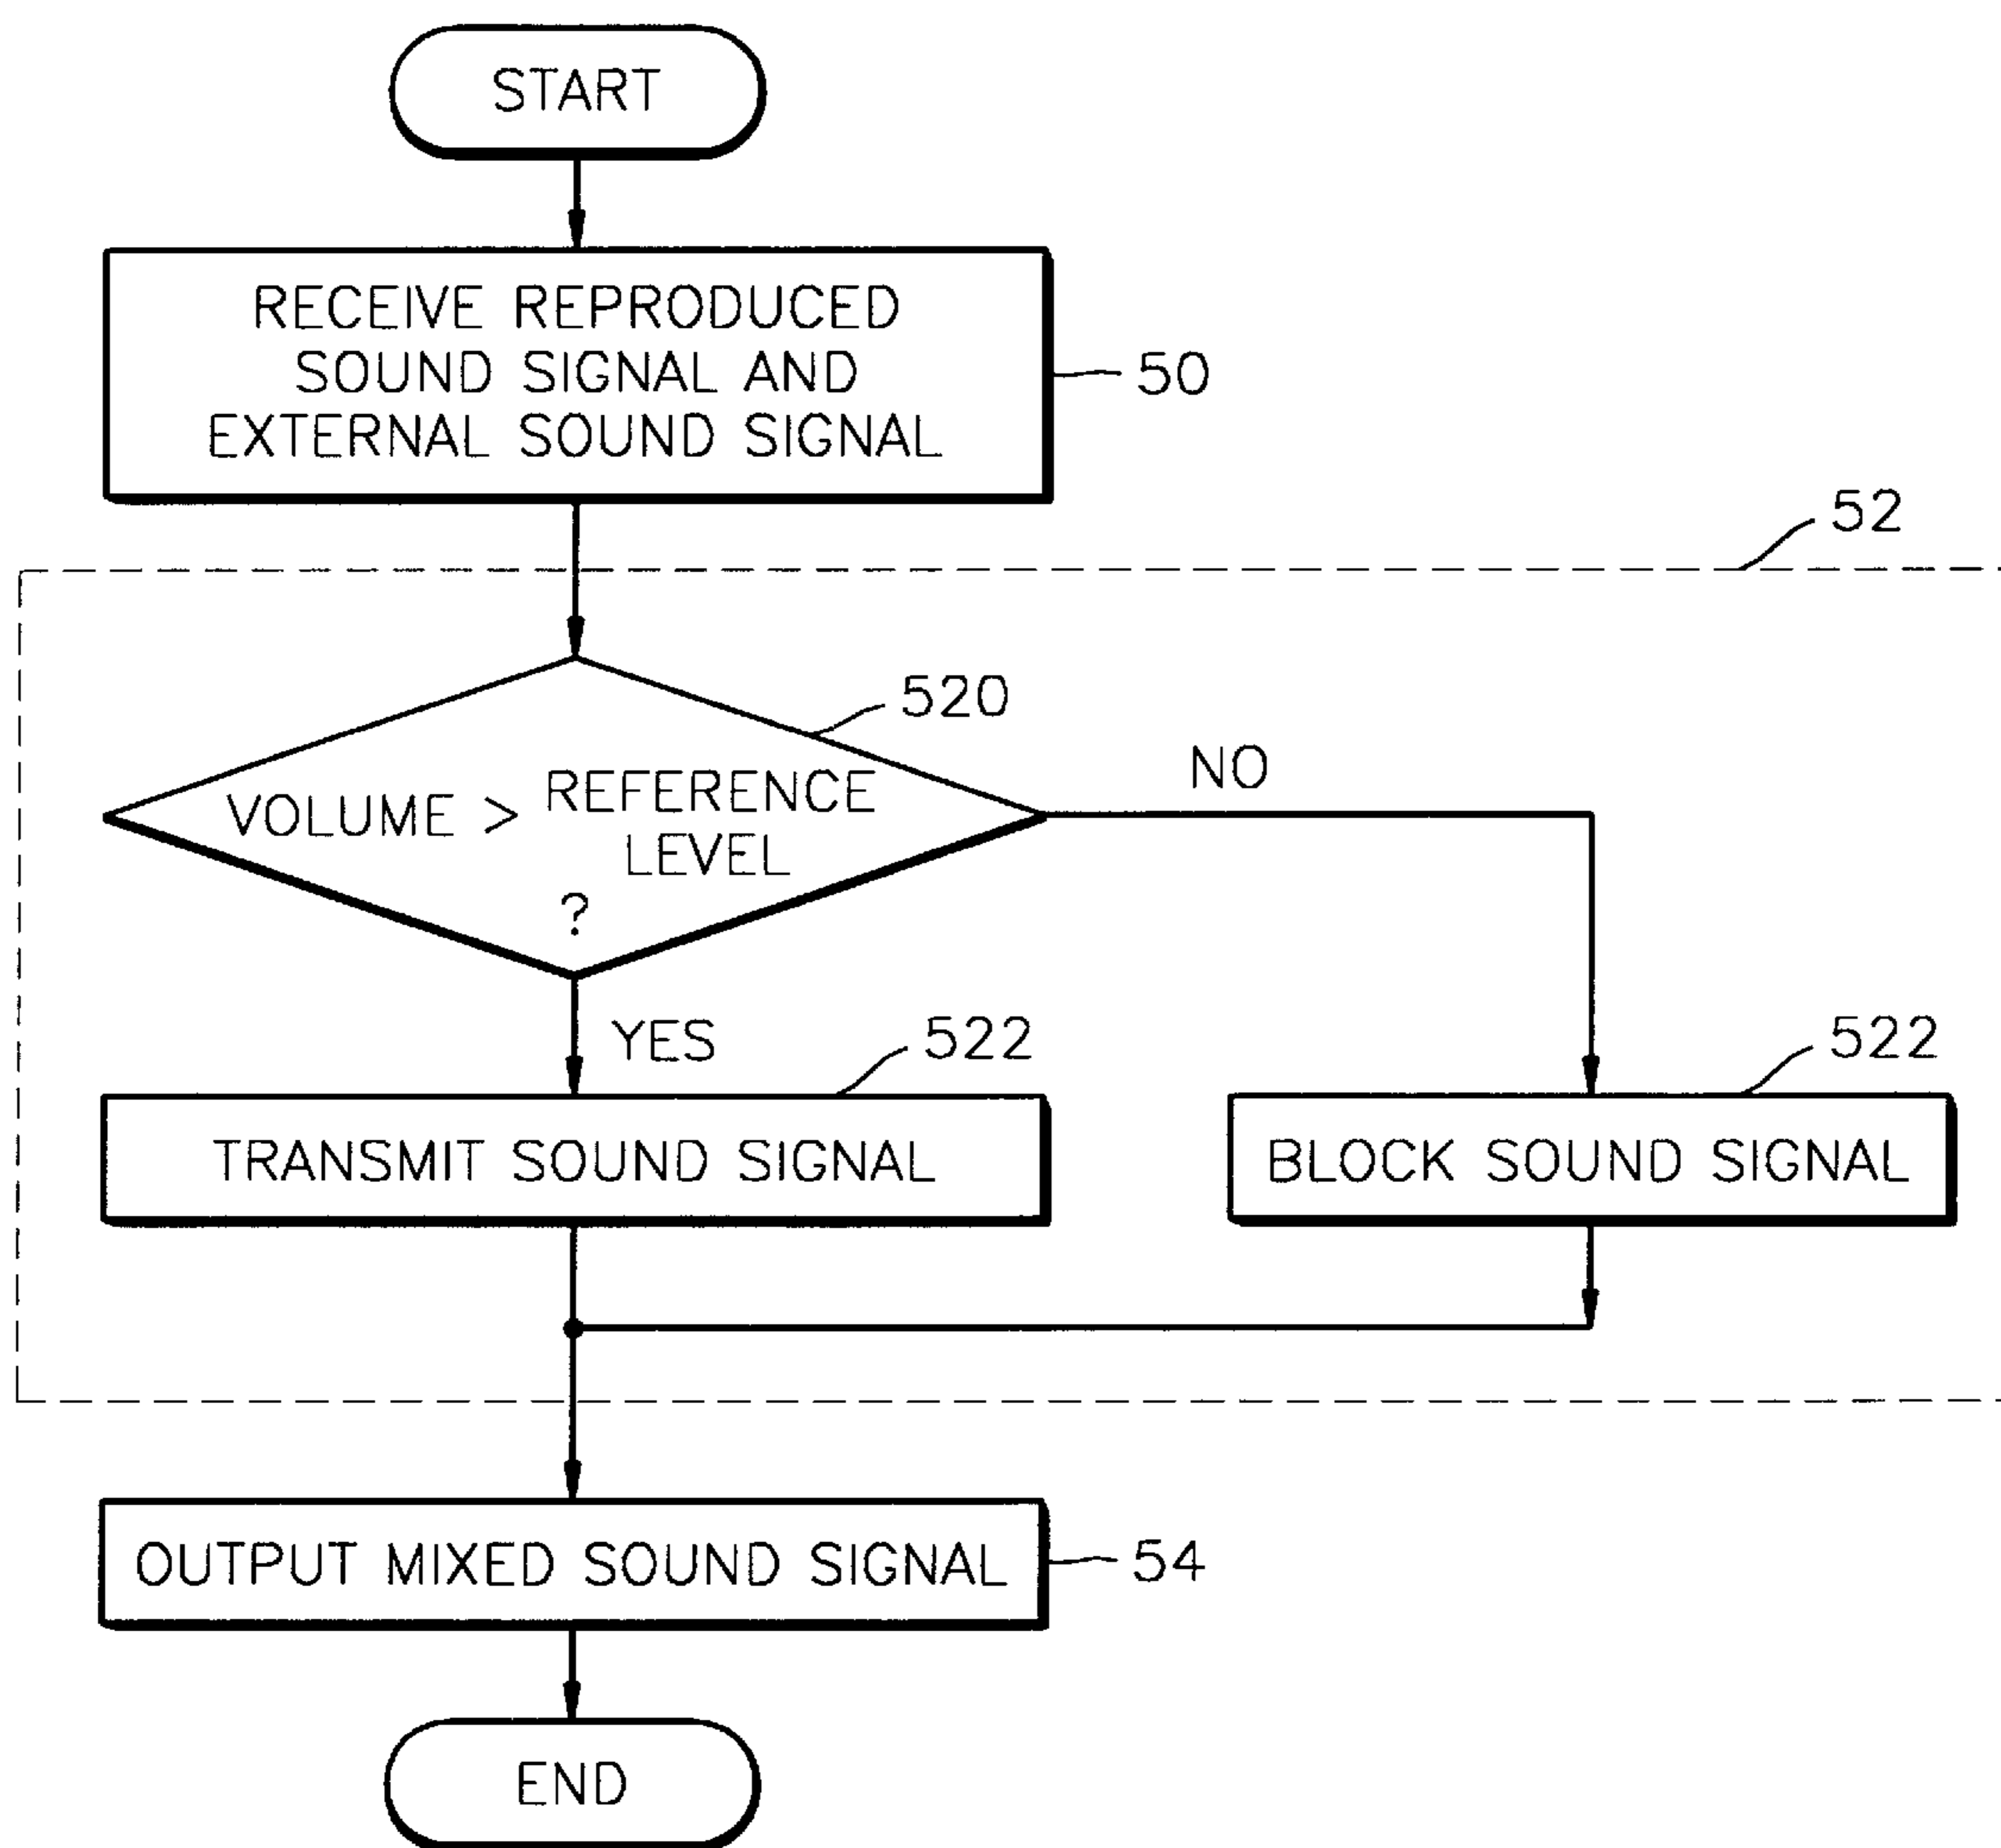 START
RECEIVE REPRODUCED
SOUND SIGNAL AND
EXTERNAL SOUND SIGNAL
50
52
520
VOLUME > REFERENCE
LEVEL
?
NO
YES
522
522
TRANSMIT SOUND SIGNAL
BLOCK SOUND SIGNAL
OUTPUT MIXED SOUND SIGNAL
54
END